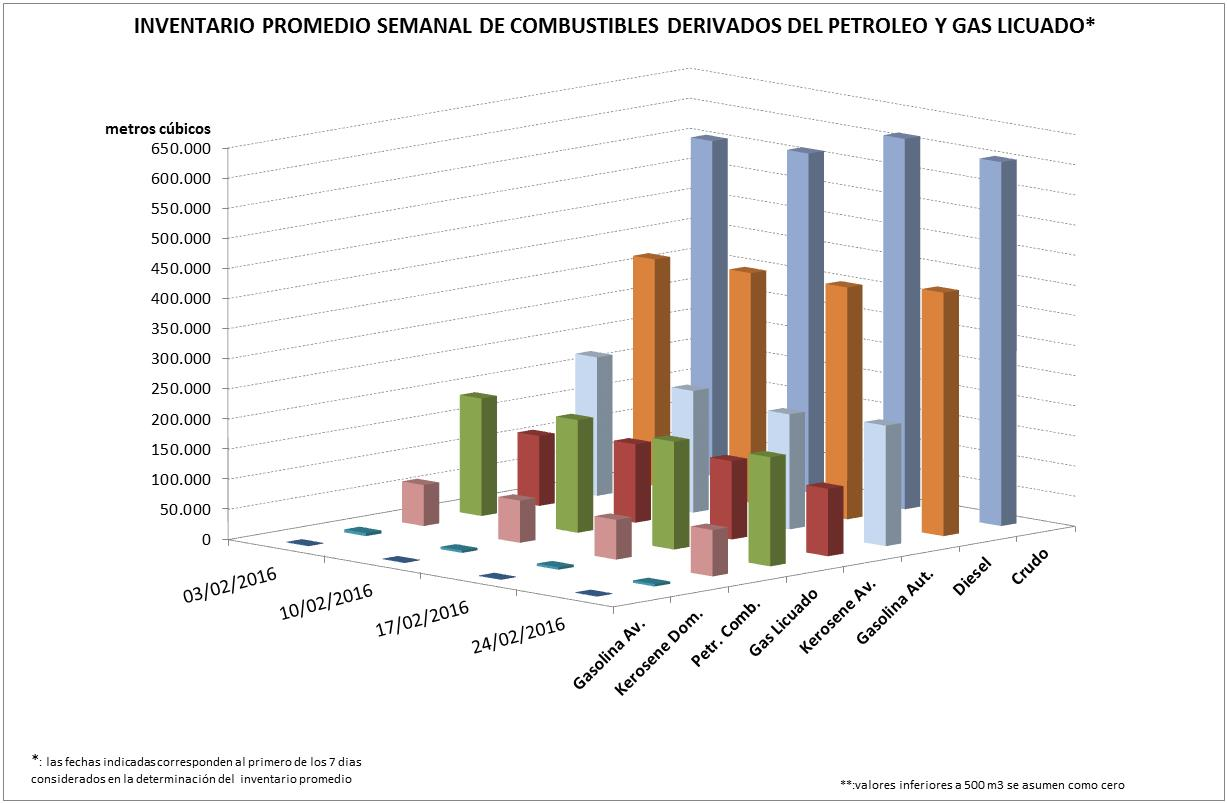 INVENTARIO PROMEDIO SEMANAL DE COMBUSTIBLES DERIVADOS DEL PETROLEO Y GAS LICUADO*
metros cúbicos
650.000
600.000
550.000
500.000
450.000
400.000
350.000
300.000
250.000
200.000
150.000
100.000
50.000
0
03/02/2016
10/02/2016
17/02/2016
24/02/2016
Gasolina Av.
Kerosene Dom.
Petr. Comb.
Gas Licuado
Kerosene Av.
Gasolina Aut.
Diesel
Crudo
*: las fechas indicadas corresponden al primero de los 7 dias
considerados en la determinación del inventario promedio
**:valores inferiores a 500 m3 se asumen como cero